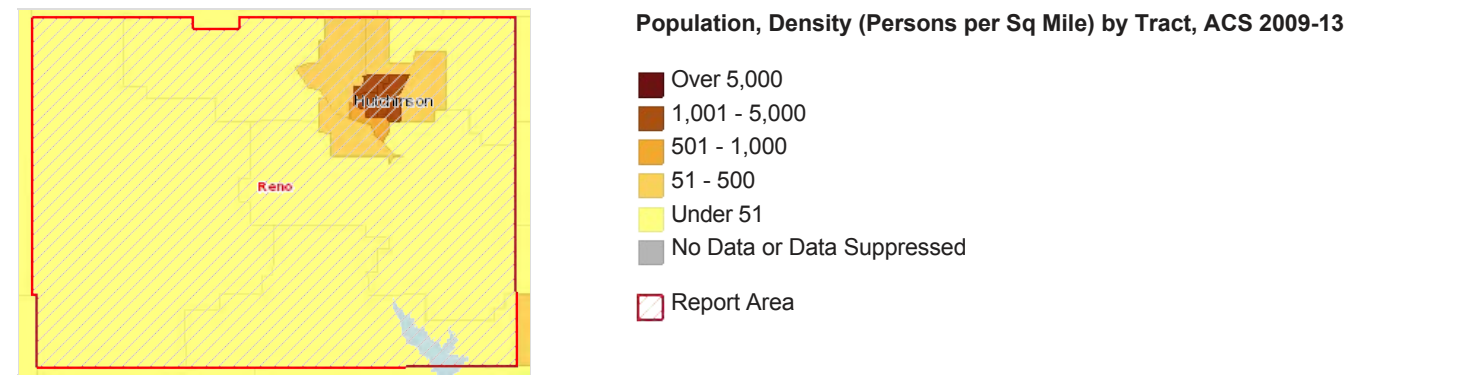 Population, Density (Persons per Sq Mile) by Tract, ACS 2009-13
Over 5,000
1,001 - 5,000
501 - 1,000
51 - 500
Under 51
No Data or Data Suppressed
Report Area
Hutchinson
Reno